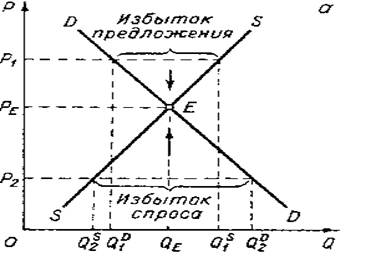 P
D
Избыток
предложения
S
а
P1
PE
E
P2
Избыток
спроса
S
D
O
Q2S
Q1D
QE
Q1S
Q2D
Q